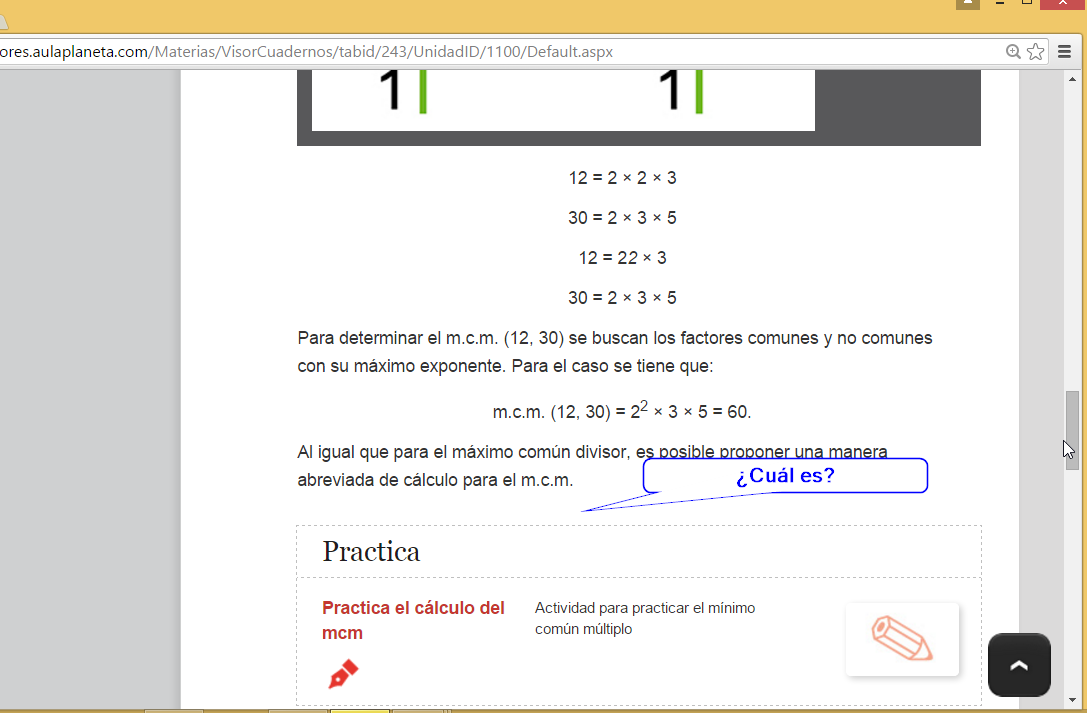 ores.aulaplaneta.com/Materias/VisorCuadernos/tabid/243/UnidadID/1100/Default.aspx
1 1
12 = 2 × 2 × 3
30 = 2 × 3 × 5
12 = 22 × 3
30 = 2 × 3 × 5
Para determinar el m.c.m. (12, 30) se buscan los factores comunes y no comunes
con su máximo exponente. Para el caso se tiene que:
m.c.m. (12, 30) = 2² × 3 × 5 = 60.
Al igual que para el máximo común divisor, es posible proponer una manera
abreviada de cálculo para el m.c.m.
¿Cuál es?
Practica
Practica el cálculo del
mcm
Actividad para practicar el mínimo
común múltiplo